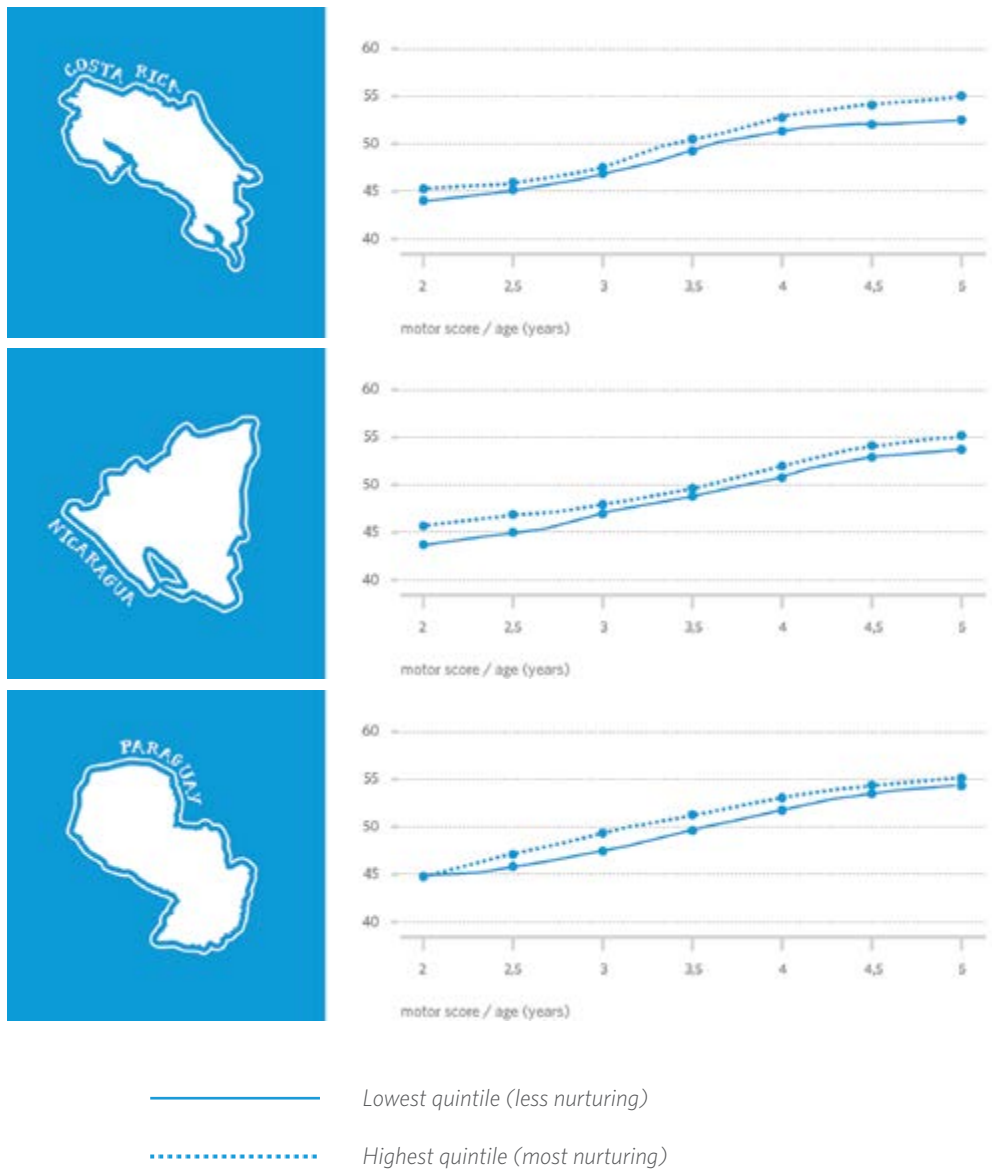 COSTA RICA
60
55
50
45
40
2 2,5 3 3,5 4 4,5 5
motor score / age (years)
NICARAGUA
60
55
50
45
40
2 2,5 3 3,5 4 4,5 5
motor score / age (years)
PARAGUAY
60
55
50
45
40
2 2,5 3 3,5 4 4,5 5
motor score / age (years)
Lowest quintile (less nurturing)
Highest quintile (most nurturing)